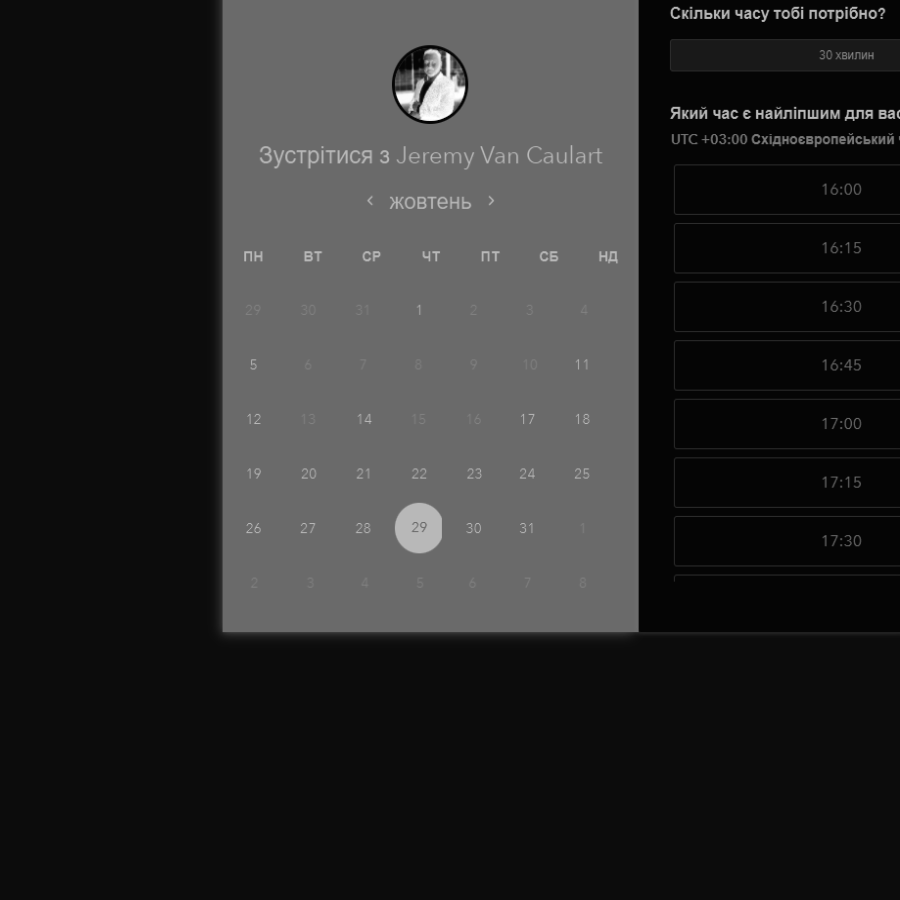 Зустрітися з Jeremy Van Caulart
жовтень
ПН ВТ СР ЧТ ПТ СБ НД
29 30 31 1 2 3 4
5 6 7 8 9 10 11
12 13 14 15 16 17 18
19 20 21 22 23 24 25
26 27 28 29 30 31 1
2 3 4 5 6 7 8
Скільки часу тобі потрібно?
30 хвилин
Який час є найліпшим для вас
UTC +03:00 Східноєвропейський
16:00
16:15
16:30
16:45
17:00
17:15
17:30